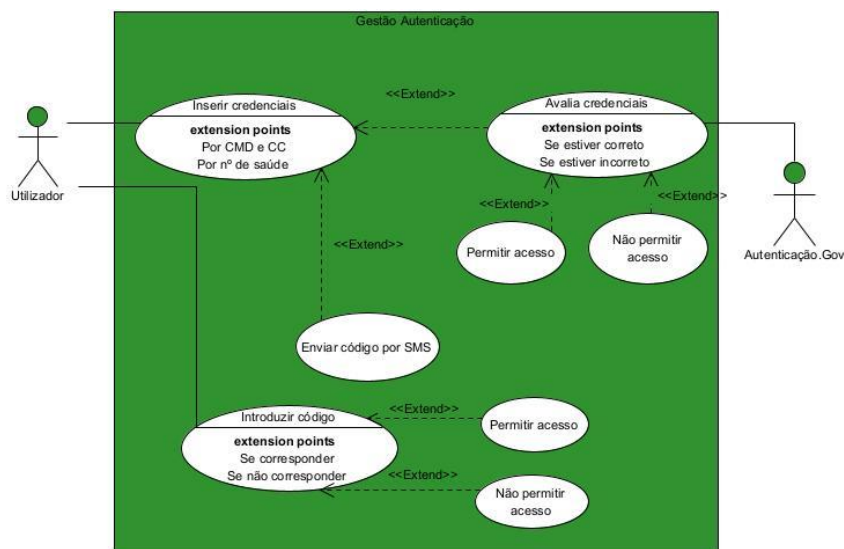 Gestão Autenticação
<<Extend>>
Inserir credenciais
extension points
Por CMD e CC
Por nº de saúde
Avalia credenciais
extension points
Se estiver correto
Se estiver incorreto
Utilizador
Autenticação.Gov
<<Extend>>
<<Extend>>
<<Extend>>
Permitir acesso
Não permitir
acesso
Enviar código por SMS
Introduzir código
extension points
Se corresponder
Se não corresponder
<<Extend>>
Permitir acesso
<<Extend>>
Não permitir
acesso